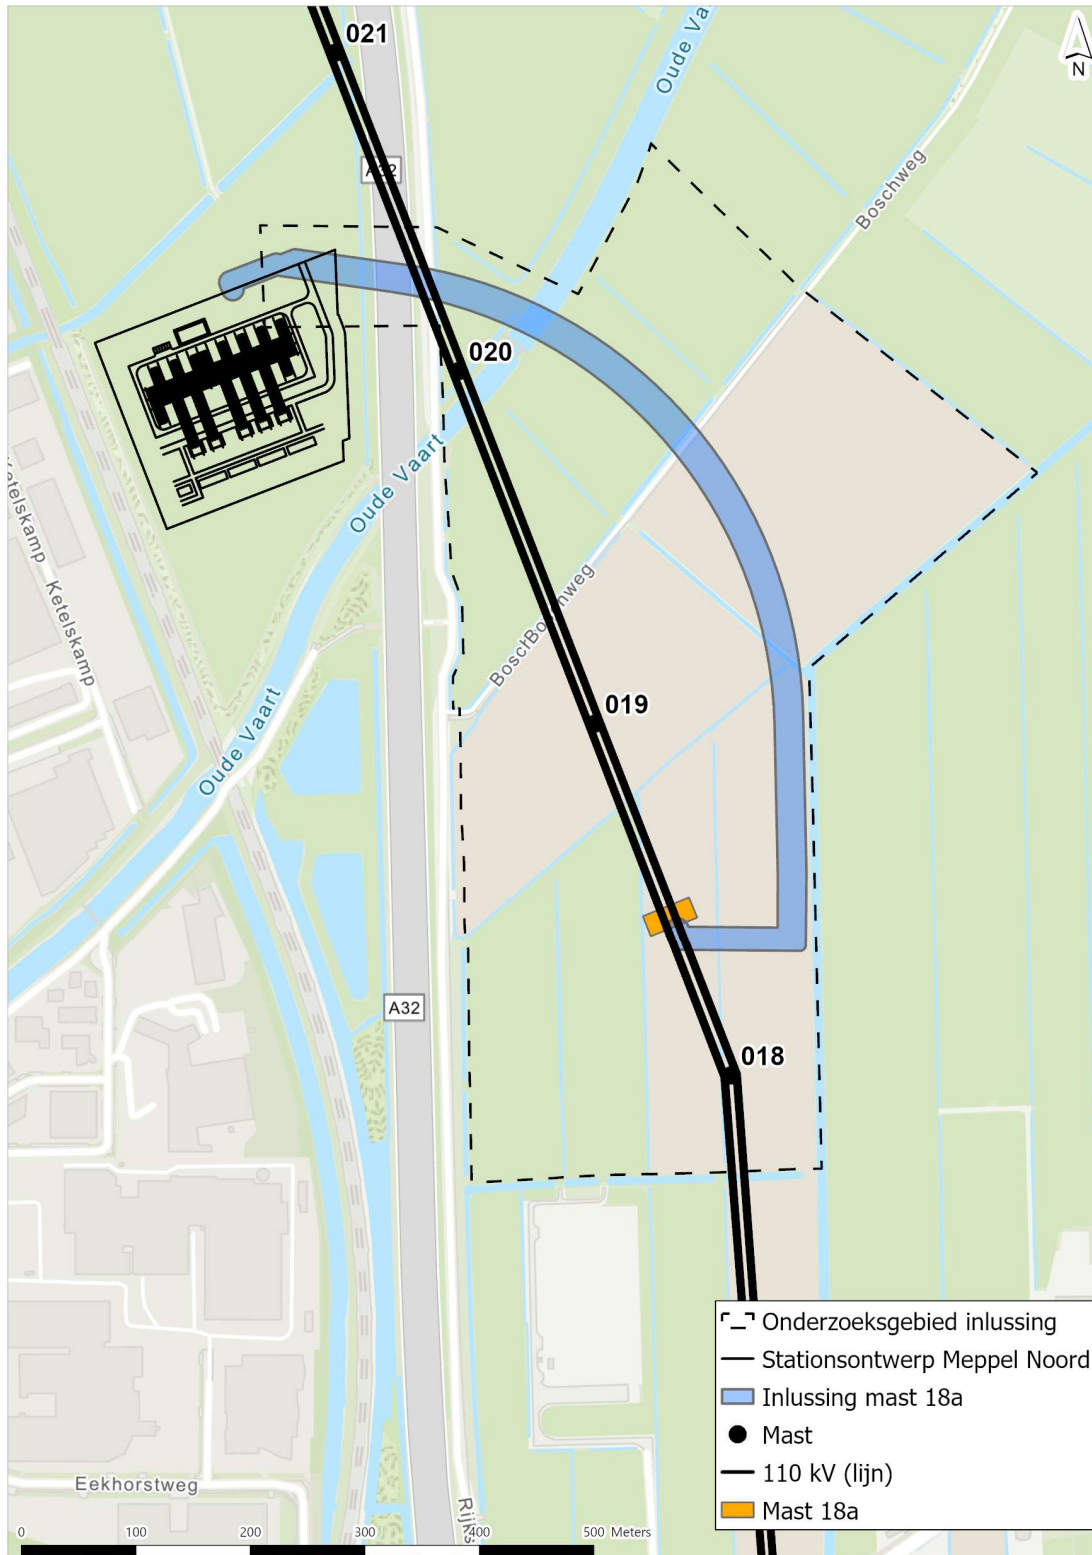 021
Oude Va
N
A32
Boschweg
020
Oude Vaart
Ketelskamp
Ketelskamp
Boschweg
019
Oude Vaart
A32
018
Eekhorstweg
Rijks
Onderzoeksgebied inlussing
Stationsontwerp Meppel Noord
Inlussing mast 18a
Mast
110 kV (lijn)
Mast 18a
0 100 200 300 400 500 Meters